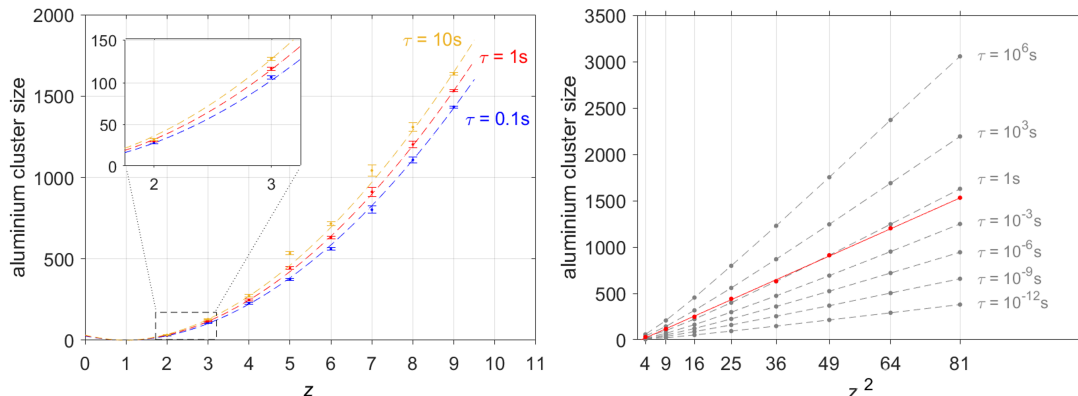 2000
1500
1000
500
0
aluminium cluster size
150
100
50
0
2 3
τ = 10s
τ = 1s
τ = 0.1s
0 1 2 3 4 5 6 7 8 9 10 11
z
3500
3000
2500
2000
1500
1000
500
0
aluminium cluster size
τ = 10⁶s
τ = 10³s
τ = 1s
τ = 10⁻³s
τ = 10⁻⁶s
τ = 10⁻⁹s
τ = 10⁻¹²s
4 9 16 25 36 49 64 81
z²